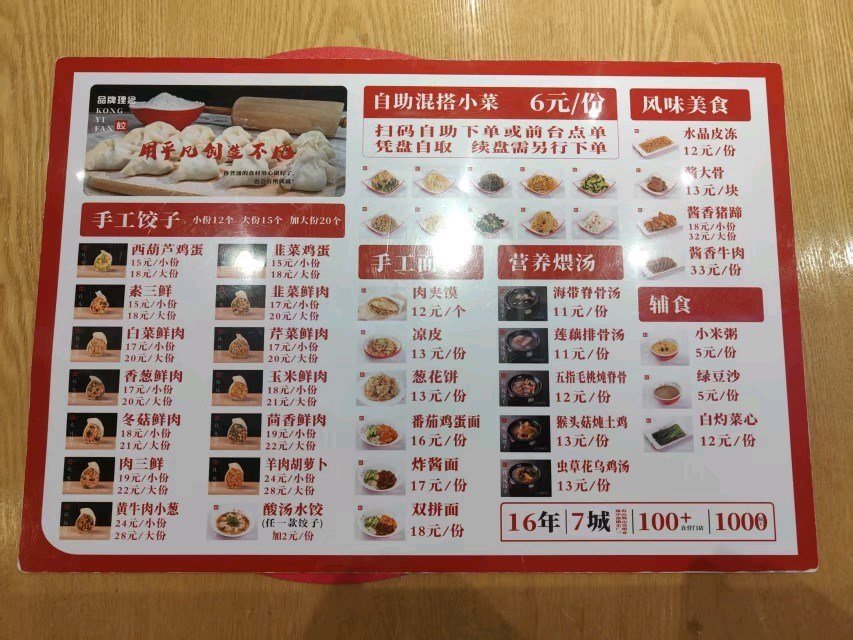 品牌理念
KONG
YI
FAN
餃
用平凡创造不凡
自助混搭小菜 6元/份
扫码自助下单或前台点单
凭盘自取 续盘需另行下单
手工饺子 小份12个 大份15个 加大份20个
西葫芦鸡蛋
15元/小份
18元/大份
素三鲜
15元/小份
18元/大份
白菜鲜肉
17元/小份
20元/大份
香葱鲜肉
17元/小份
20元/大份
冬菇鲜肉
18元/小份
21元/大份
肉三鲜
19元/小份
22元/大份
黄牛肉小葱
24元/小份
28元/大份
韭菜鸡蛋
15元/小份
18元/大份
韭菜鲜肉
17元/小份
20元/大份
芹菜鲜肉
17元/小份
20元/大份
玉米鲜肉
18元/小份
21元/大份
茴香鲜肉
19元/小份
22元/大份
羊肉胡萝卜
24元/小份
28元/大份
酸汤水饺
(任一款饺子)
加2元/份
手工面
肉夹馍
12元/个
凉皮
13元/份
葱花饼
13元/份
番茄鸡蛋面
16元/份
炸酱面
17元/份
双拼面
18元/份
营养煨汤
海带脊骨汤
11元/份
莲藕排骨汤
11元/份
五指毛桃炖脊骨
12元/份
猴头菇炖土鸡
13元/份
虫草花乌鸡汤
13元/份
风味美食
水晶皮冻
12元/份
酱大骨
13元/块
酱香猪蹄
18元/小份
32元/大份
酱香牛肉
33元/份
辅食
小米粥
5元/份
绿豆沙
5元/份
白灼菜心
12元/份
16年 7城 100+ 直营门店 1000